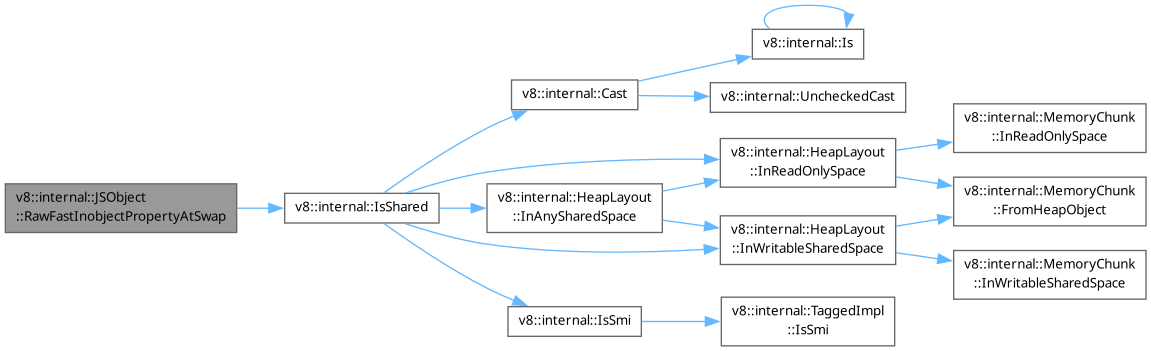 v8::internal::JSObject
::RawFastInobjectPropertyAtSwap
v8::internal::IsShared
v8::internal::Cast
v8::internal::HeapLayout
::InAnySharedSpace
v8::internal::IsSmi
v8::internal::Is
v8::internal::UncheckedCast
v8::internal::HeapLayout
::InReadOnlySpace
v8::internal::HeapLayout
::InWritableSharedSpace
v8::internal::TaggedImpl
::IsSmi
v8::internal::MemoryChunk
::InReadOnlySpace
v8::internal::MemoryChunk
::FromHeapObject
v8::internal::MemoryChunk
::InWritableSharedSpace